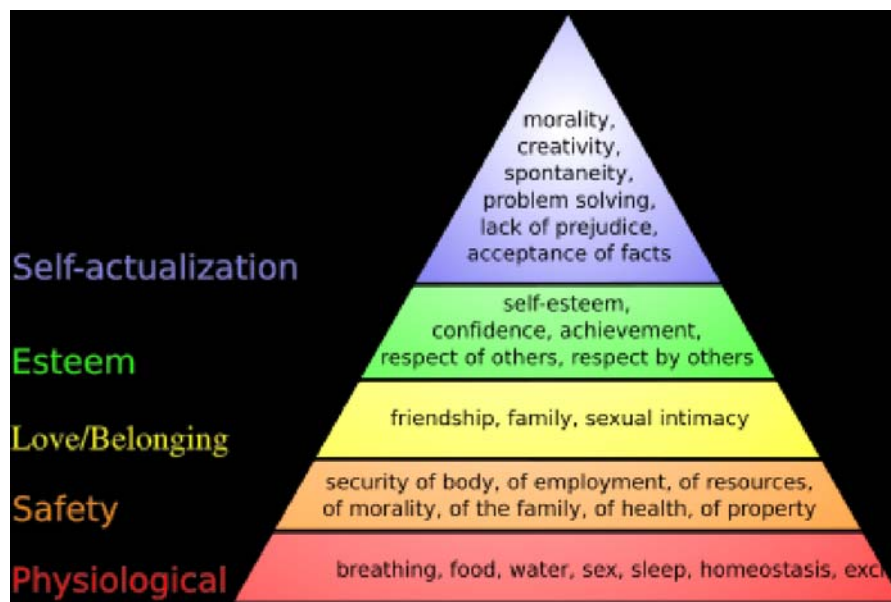 morality,
creativity,
spontaneity,
problem solving,
lack of prejudice,
acceptance of facts
Self-actualization
self-esteem,
confidence, achievement,
respect of others, respect by others
Esteem
friendship, family, sexual intimacy
Love/Belonging
security of body, of employment, of resources,
of morality, of the family, of health, of property
Safety
breathing, food, water, sex, sleep, homeostasis,
Physiological